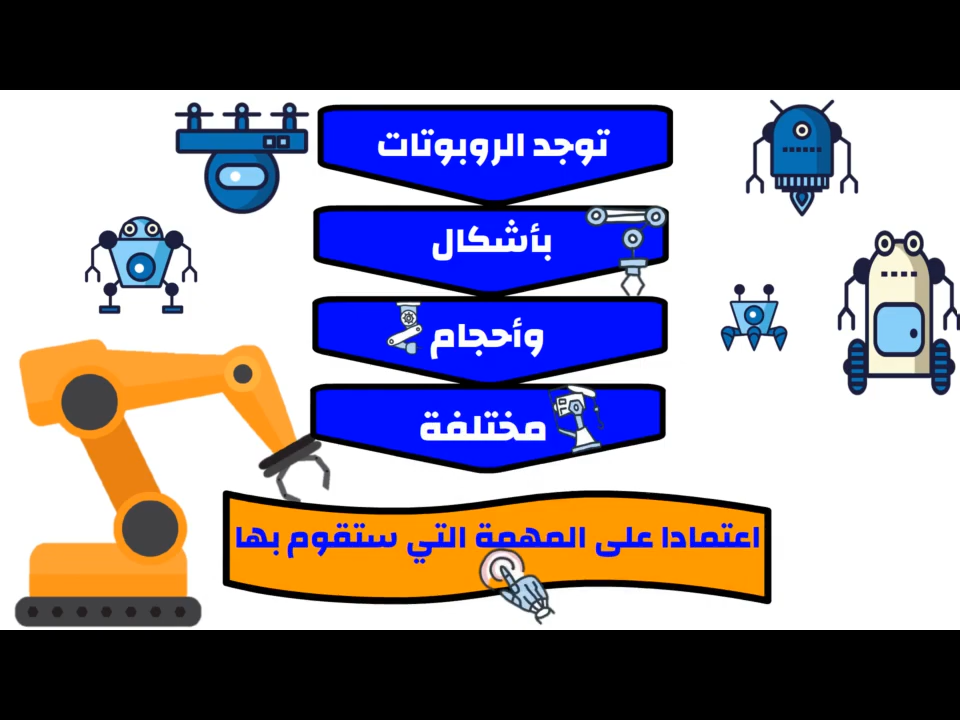 توجد الروبوتات
بأشكال
وأحجام
مختلفة
اعتمادا على المهمة التي ستقوم بها